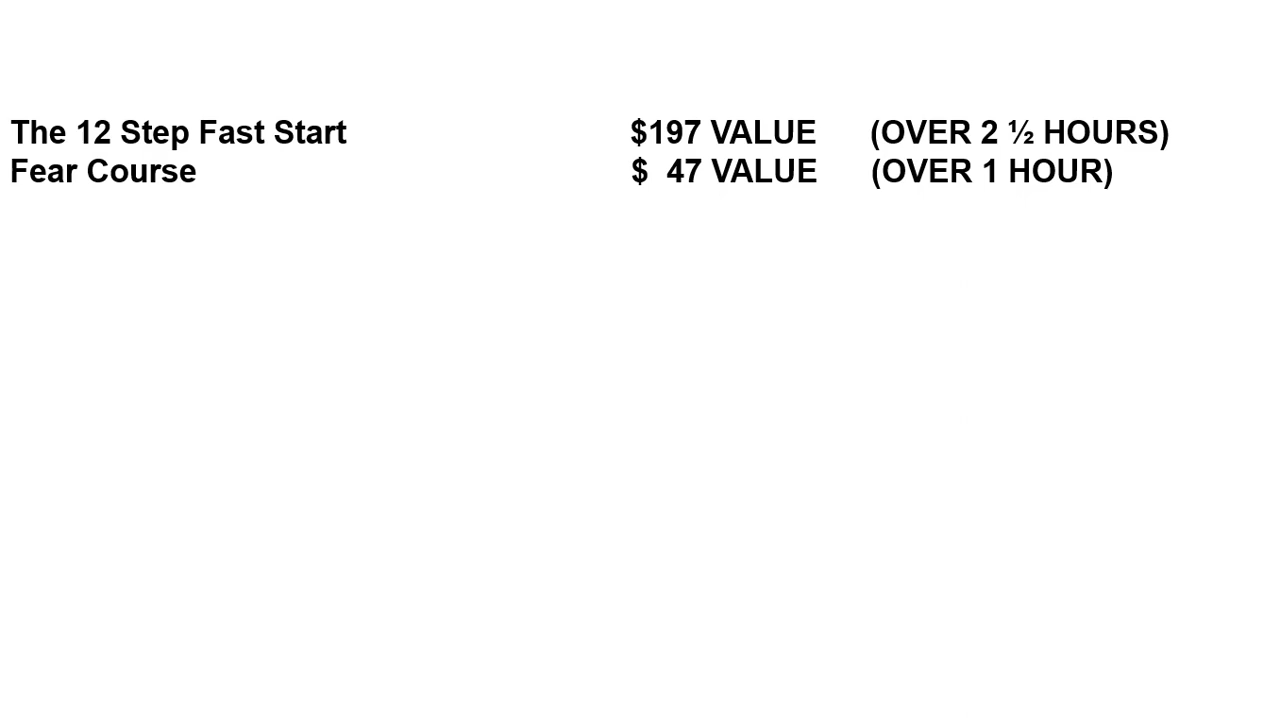 The 12 Step Fast Start $197 VALUE (OVER 2 ½ HOURS)
Fear Course $ 47 VALUE (OVER 1 HOUR)